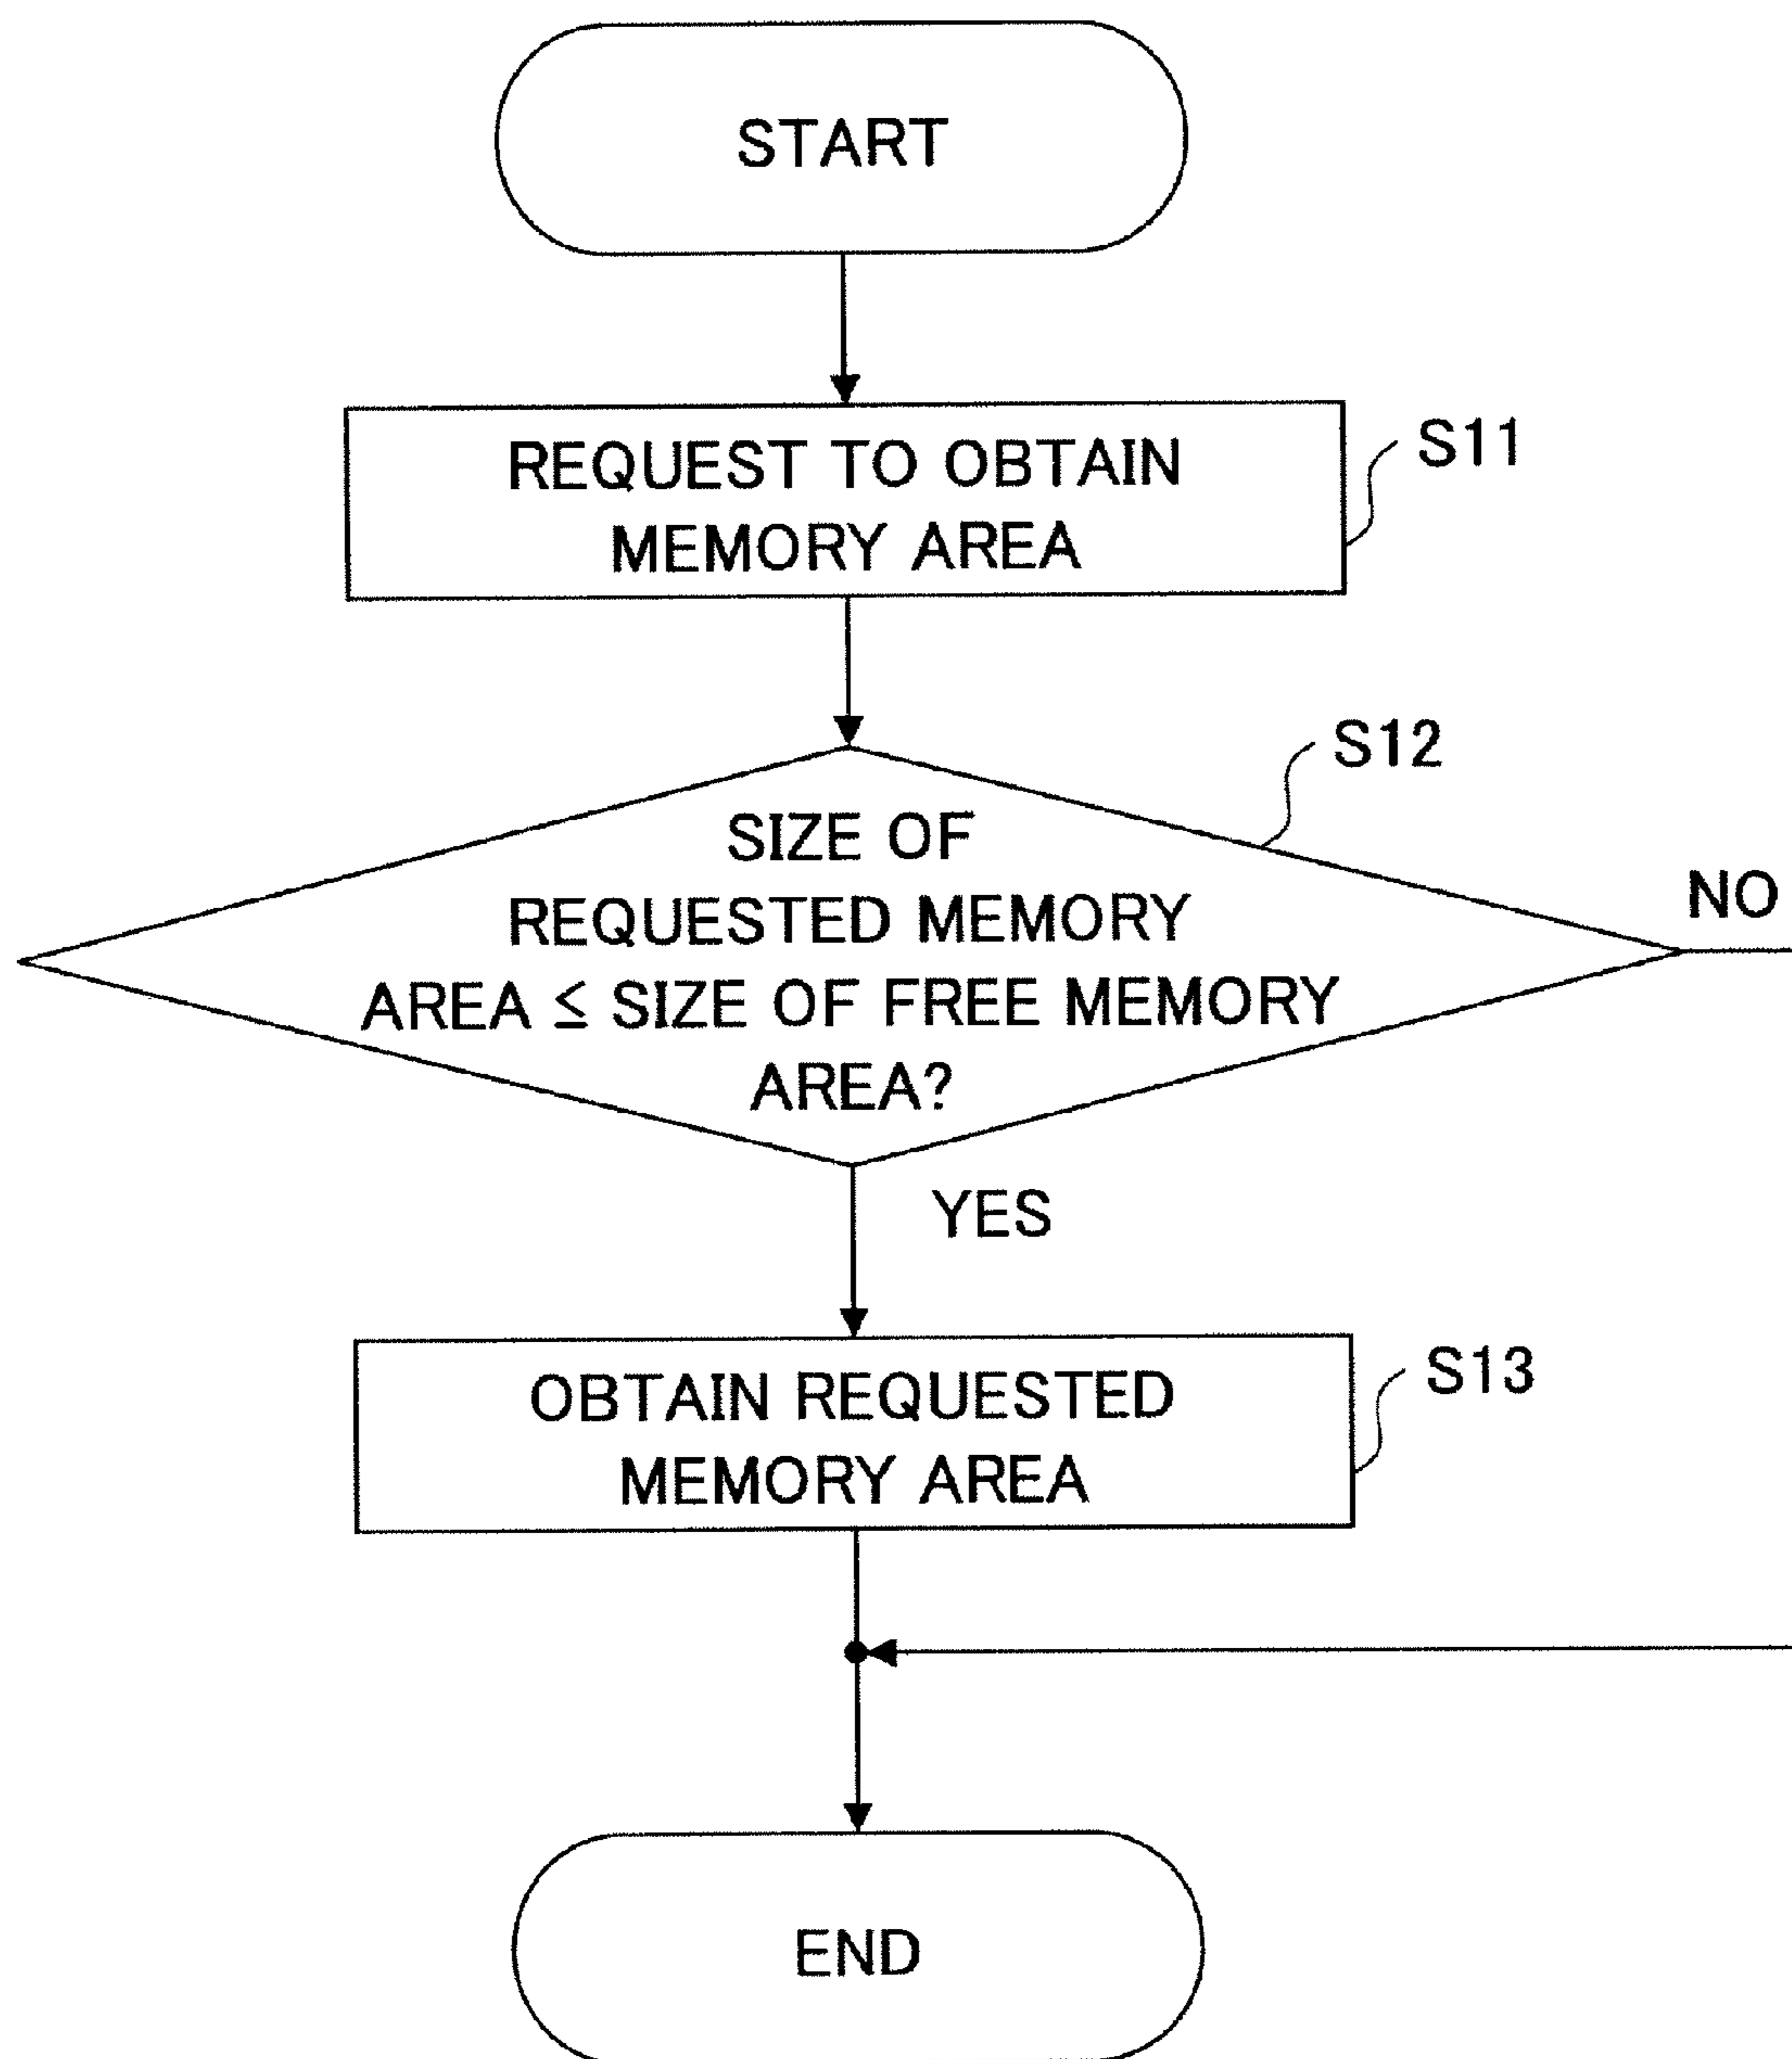 START
REQUEST TO OBTAIN
MEMORY AREA
S11
S12
SIZE OF
REQUESTED MEMORY
AREA ≤ SIZE OF FREE MEMORY
AREA?
NO
YES
OBTAIN REQUESTED
MEMORY AREA
S13
END